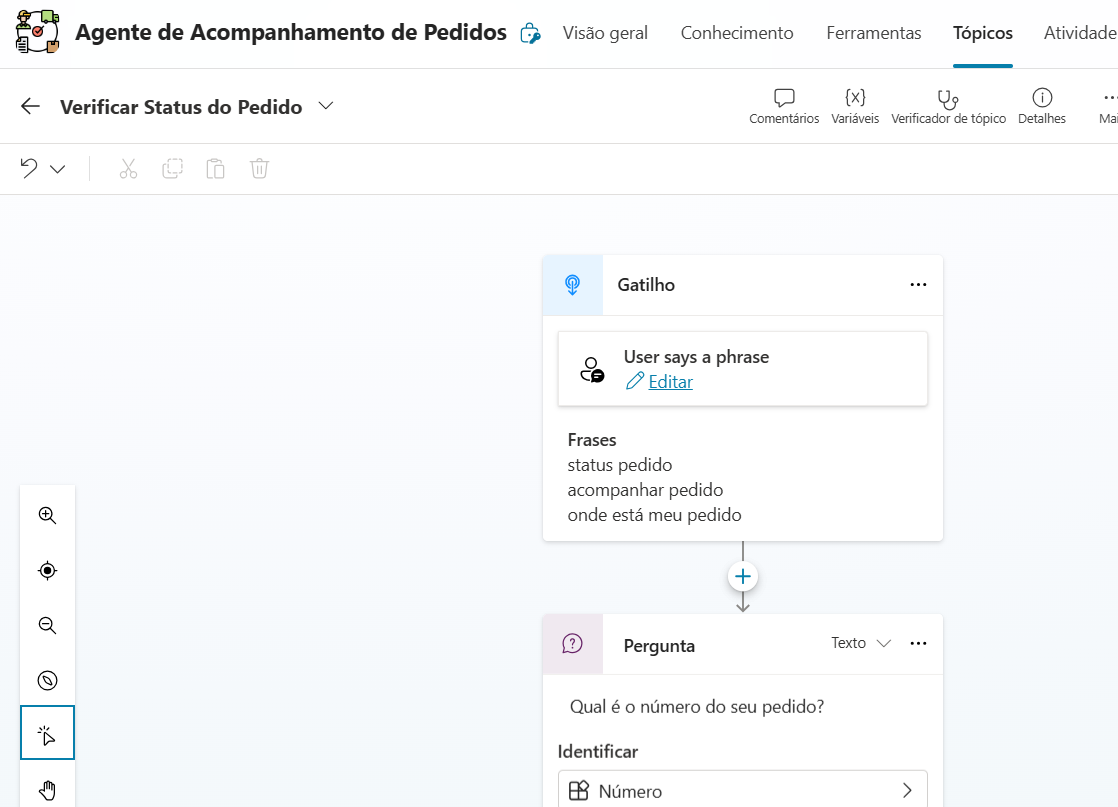 Agente de Acompanhamento de Pedidos
Visão geral
Conhecimento
Ferramentas
Tópicos
Atividade
Verificar Status do Pedido
Comentários
{x}
Variáveis
Verificador de tópico
Detalhes
Mai
Gatilho
User says a phrase
Editar
Frases
status pedido
acompanhar pedido
onde está meu pedido
Pergunta
Texto
Qual é o número do seu pedido?
Identificar
Número